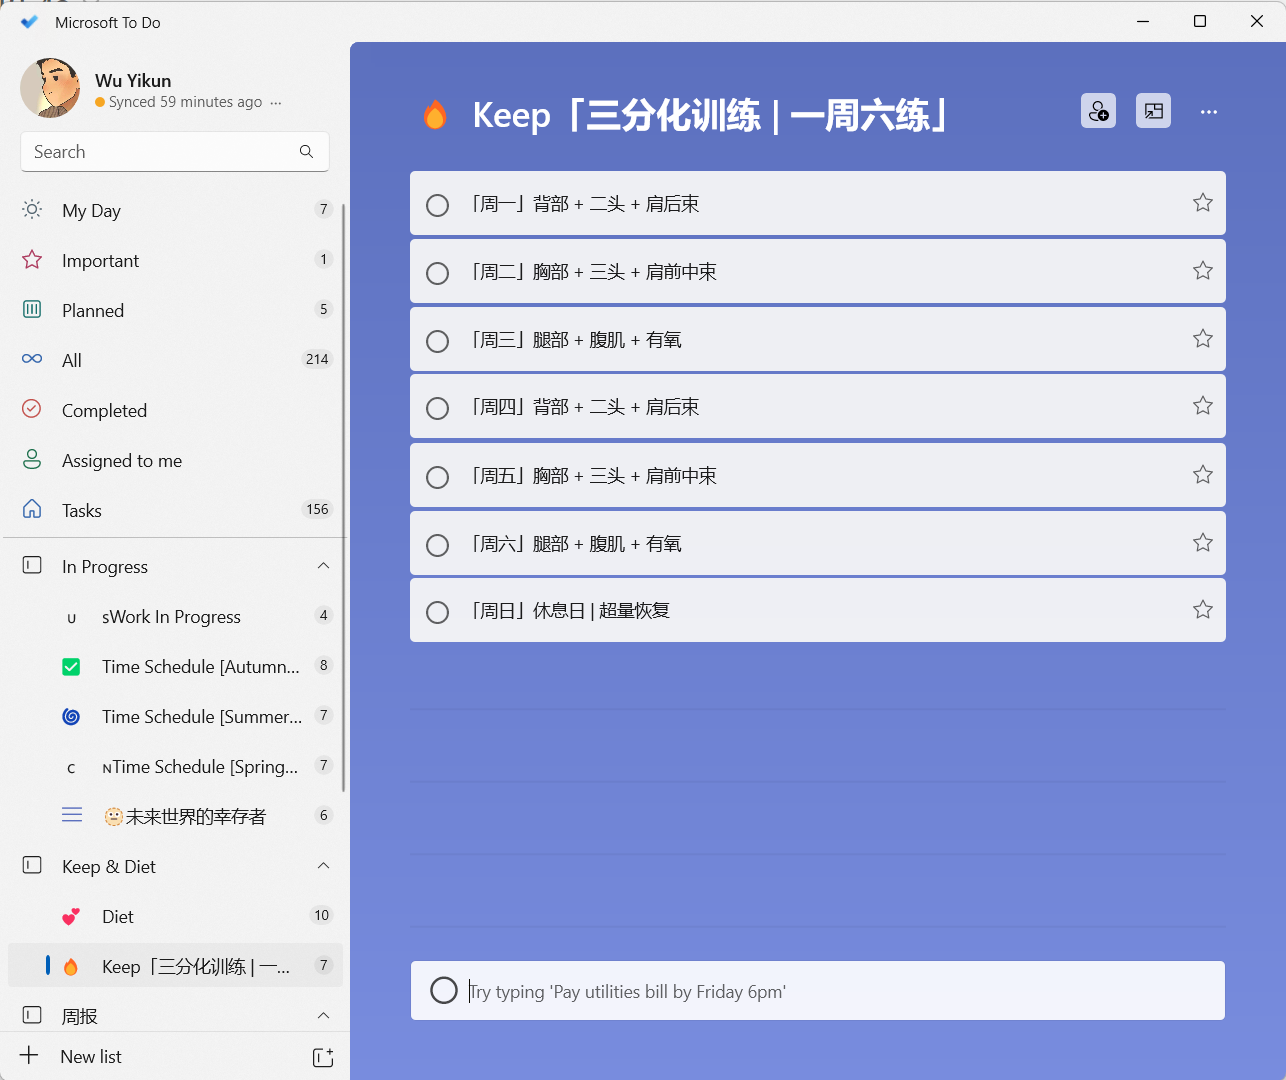 Microsoft To Do
Wu Yikun
Synced 59 minutes ago ...
Search
My Day 7
Important 1
Planned 5
All 214
Completed
Assigned to me
Tasks 156
In Progress
U sWork In Progress 4
Time Schedule [Autumn... 8
Time Schedule [Summer... 7
C NTime Schedule [Spring... 7
未来世界的幸存者 6
Keep & Diet
Diet 10
Keep「三分化训练 | 一... 7
周报
New list
Keep「三分化训练 | 一周六练」
「周一」背部 + 二头 + 肩后束
「周二」胸部 + 三头 + 肩前中束
「周三」腿部 + 腹肌 + 有氧
「周四」背部 + 二头 + 肩后束
「周五」胸部 + 三头 + 肩前中束
「周六」腿部 + 腹肌 + 有氧
「周日」休息日 | 超量恢复
Try typing 'Pay utilities bill by Friday 6pm'